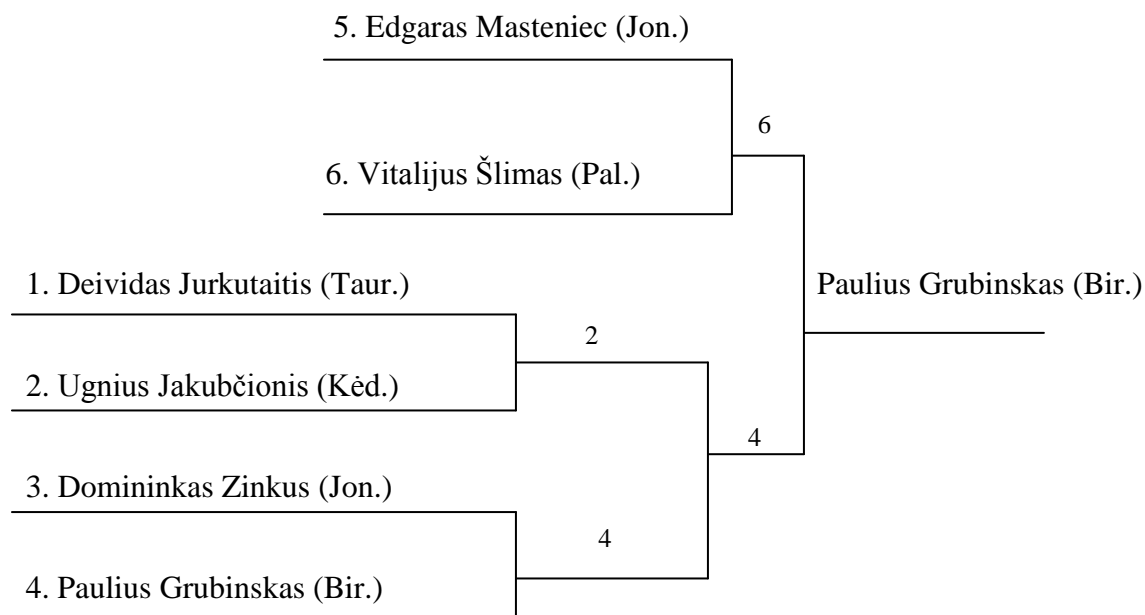 5. Edgaras Masteniec (Jon.)
6
6. Vitalijus Šlimas (Pal.)
1. Deividas Jurkutaitis (Taur.)
Paulius Grubinskas (Bir.)
2
2. Ugnius Jakubčionis (Kėd.)
4
3. Domininkas Zinkus (Jon.)
4
4. Paulius Grubinskas (Bir.)